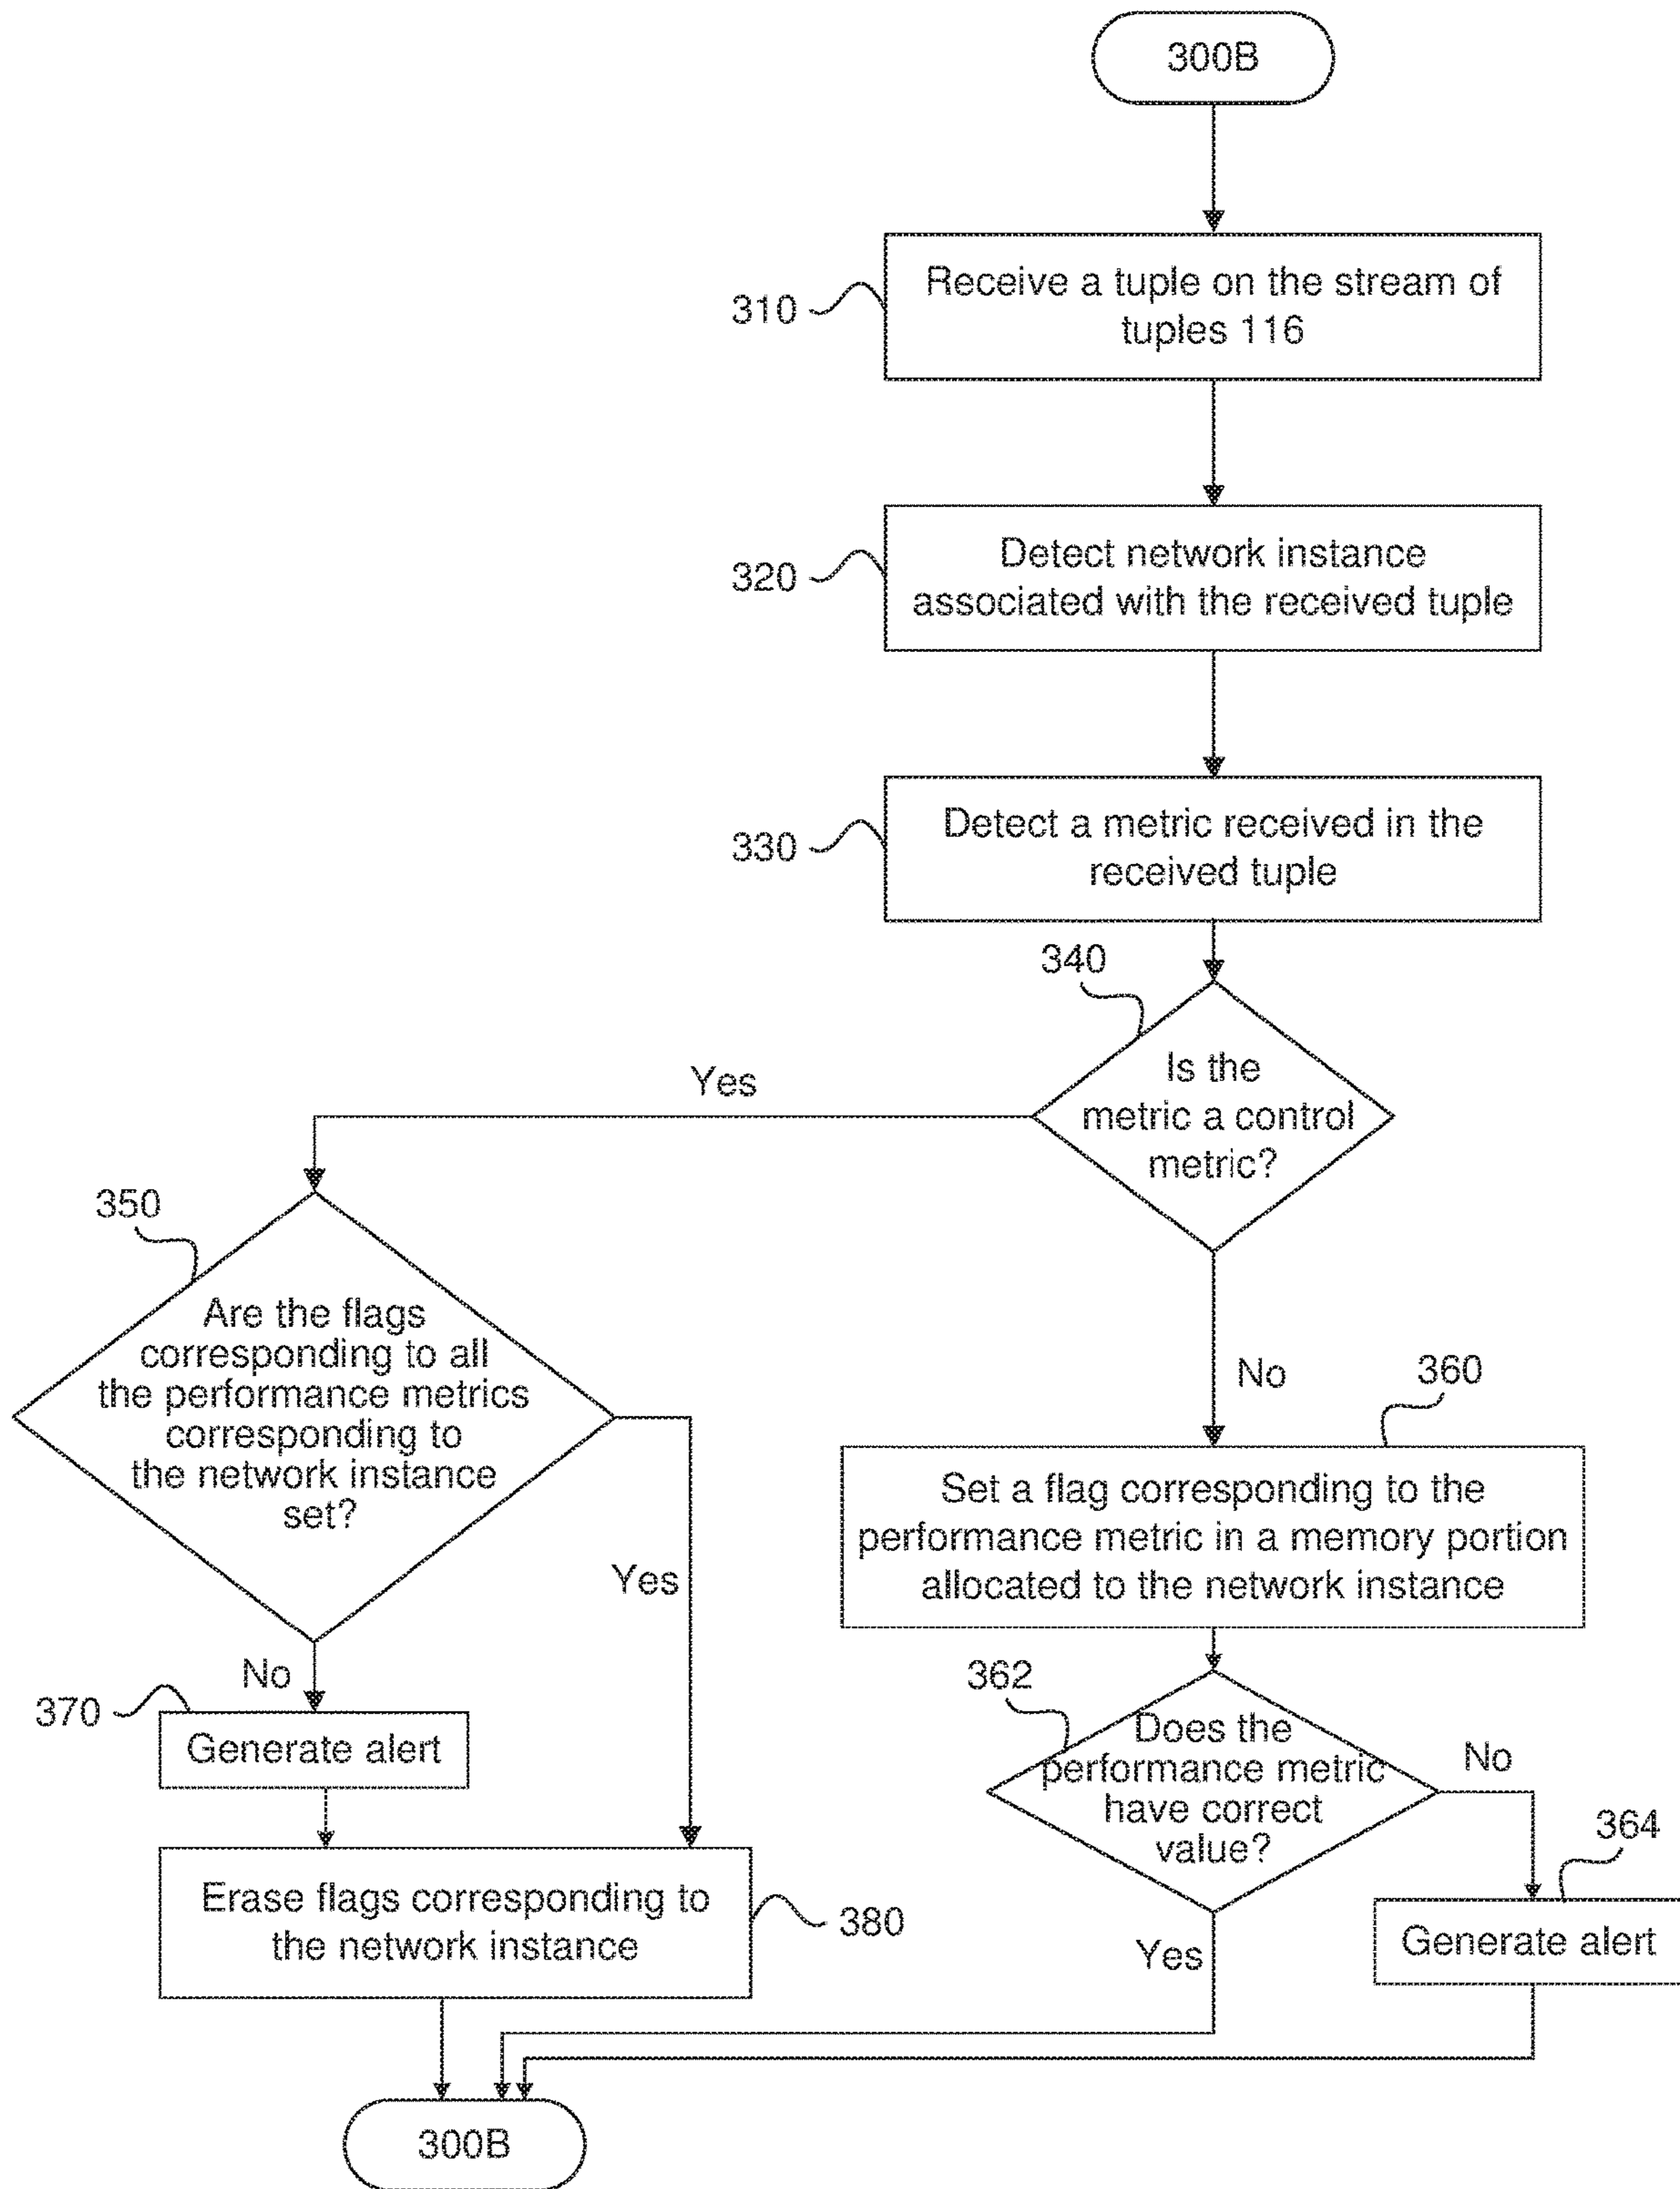 300B
310
Receive a tuple on the stream of
tuples 116
320
Detect network instance
associated with the received tuple
330
Detect a metric received in the
received tuple
340
Is the
metric a control
metric?
Yes
350
Are the flags
corresponding to all
the performance metrics
corresponding to
the network instance
set?
No
Yes
370
Generate alert
Erase flags corresponding to
the network instance
380
No
360
Set a flag corresponding to the
performance metric in a memory portion
allocated to the network instance
362
Does the
performance metric
have correct
value?
No
364
Generate alert
Yes
300B